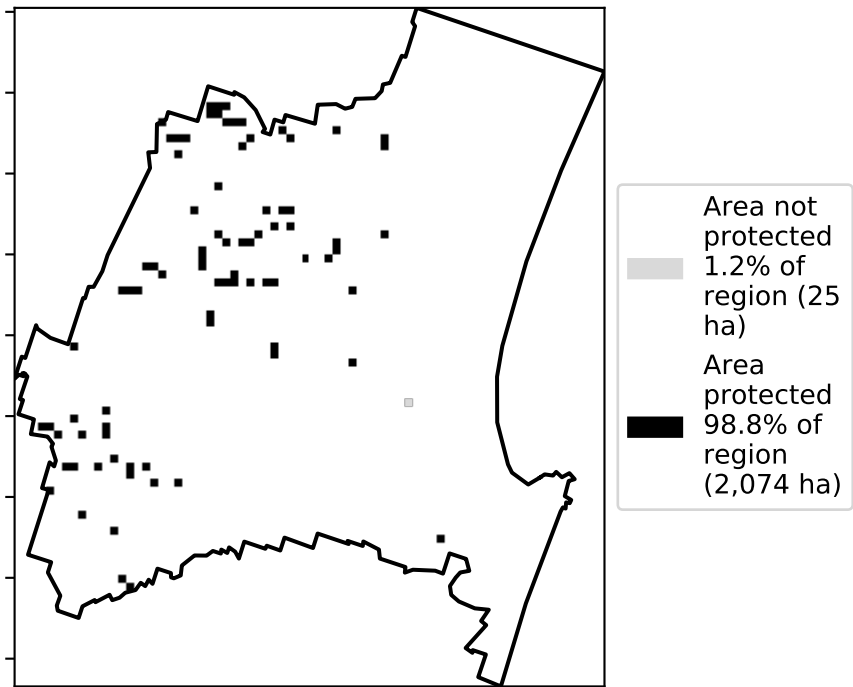 Area not
protected
1.2% of
region (25
ha)
Area
protected
98.8% of
region
(2,074 ha)